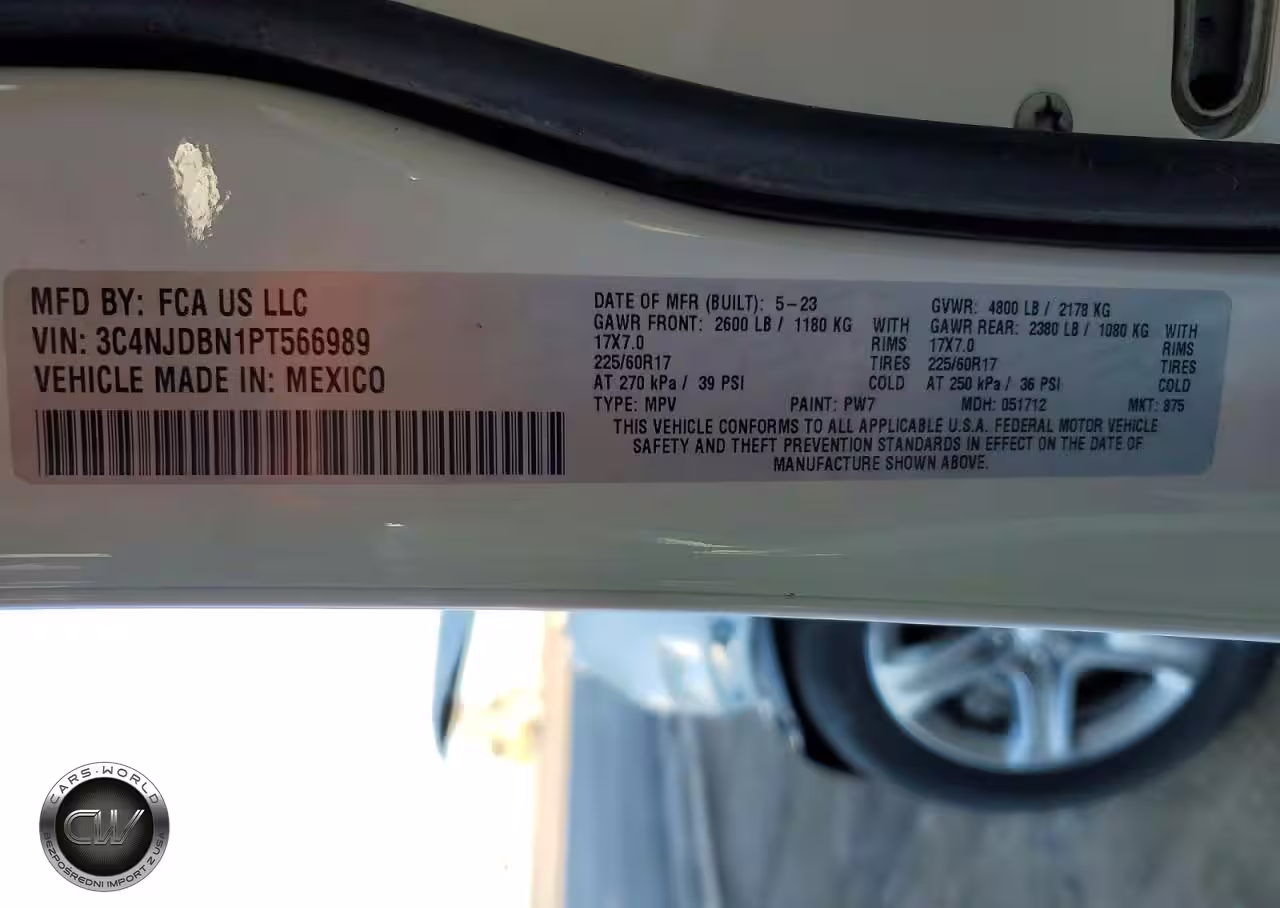 MFD BY: FCA US LLC
VIN: 3C4NJDBN1PT566989
VEHICLE MADE IN: MEXICO
DATE OF MFR (BUILT): 5-23
GVWR: 4800 LB / 2178 KG
GAWR FRONT: 2600 LB / 1180 KG WITH
17X7.0 RIMS
225/60R17 TIRES
AT 270 kPa / 39 PSI COLD
GAWR REAR: 2380 LB / 1080 KG WITH
17X7.0 RIMS
225/60R17 TIRES
AT 250 kPa / 36 PSI COLD
TYPE: MPV PAINT: PW7 MDH: 051712 MKT: 875
THIS VEHICLE CONFORMS TO ALL APPLICABLE U.S.A. FEDERAL MOTOR VEHICLE
SAFETY AND THEFT PREVENTION STANDARDS IN EFFECT ON THE DATE OF
MANUFACTURE SHOWN ABOVE.
CARS-WORLD
CW
BEZPOŚREDNI IMPORT Z USA